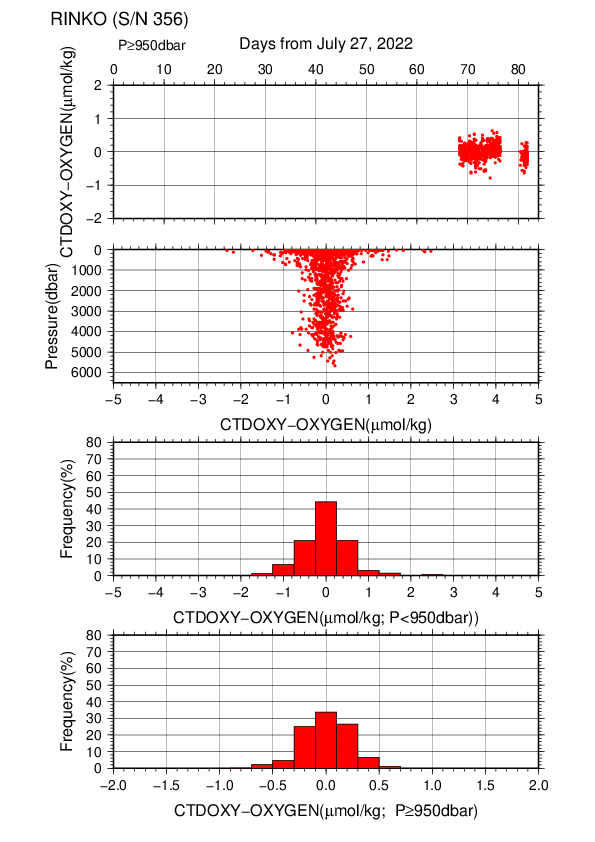 RINKO (S/N 356)
P≥950dbar
Days from July 27, 2022
0 10 20 30 40 50 60 70 80
CTDOXY−OXYGEN(μmol/kg)
2
1
0
−1
−2
Pressure(dbar)
0
1000
2000
3000
4000
5000
6000
−5 −4 −3 −2 −1 0 1 2 3 4 5
CTDOXY−OXYGEN(μmol/kg)
Frequency(%)
80
70
60
50
40
30
20
10
0
−5 −4 −3 −2 −1 0 1 2 3 4 5
CTDOXY−OXYGEN(μmol/kg; P<950dbar))
Frequency(%)
80
70
60
50
40
30
20
10
0
−2.0 −1.5 −1.0 −0.5 0.0 0.5 1.0 1.5 2.0
CTDOXY−OXYGEN(μmol/kg; P≥950dbar)